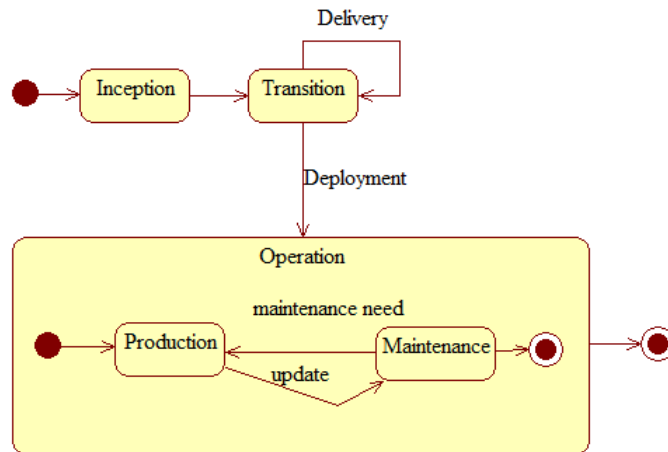 Delivery
Inception
Transition
Deployment
Operation
maintenance need
Production
Maintenance
update